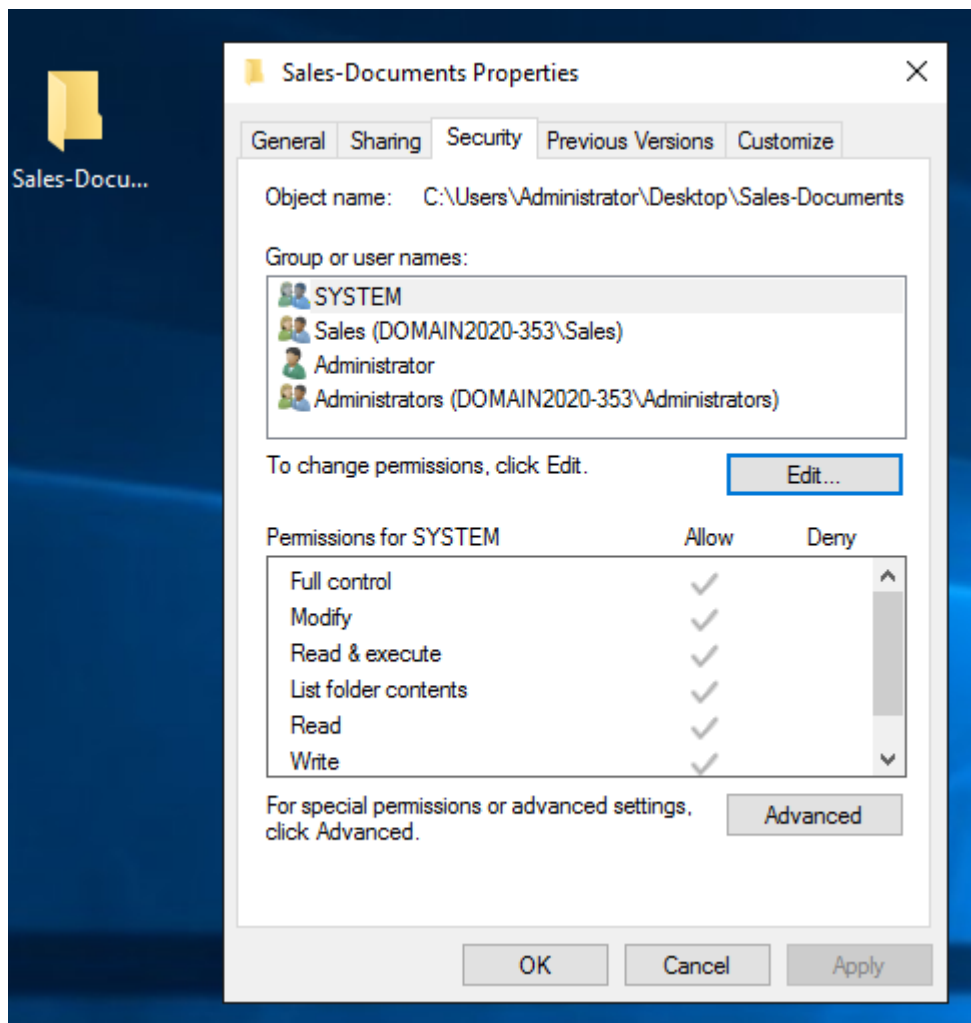 Sales-Documents Properties
General Sharing Security Previous Versions Customize
Sales-Docu...
Object name: C:\Users\Administrator\Desktop\Sales-Documents
Group or user names:
SYSTEM
Sales (DOMAIN2020-353\Sales)
Administrator
Administrators (DOMAIN2020-353\Administrators)
To change permissions, click Edit.
Edit...
Permissions for SYSTEM Allow Deny
Full control
Modify
Read & execute
List folder contents
Read
Write
For special permissions or advanced settings,
click Advanced.
Advanced
OK Cancel Apply